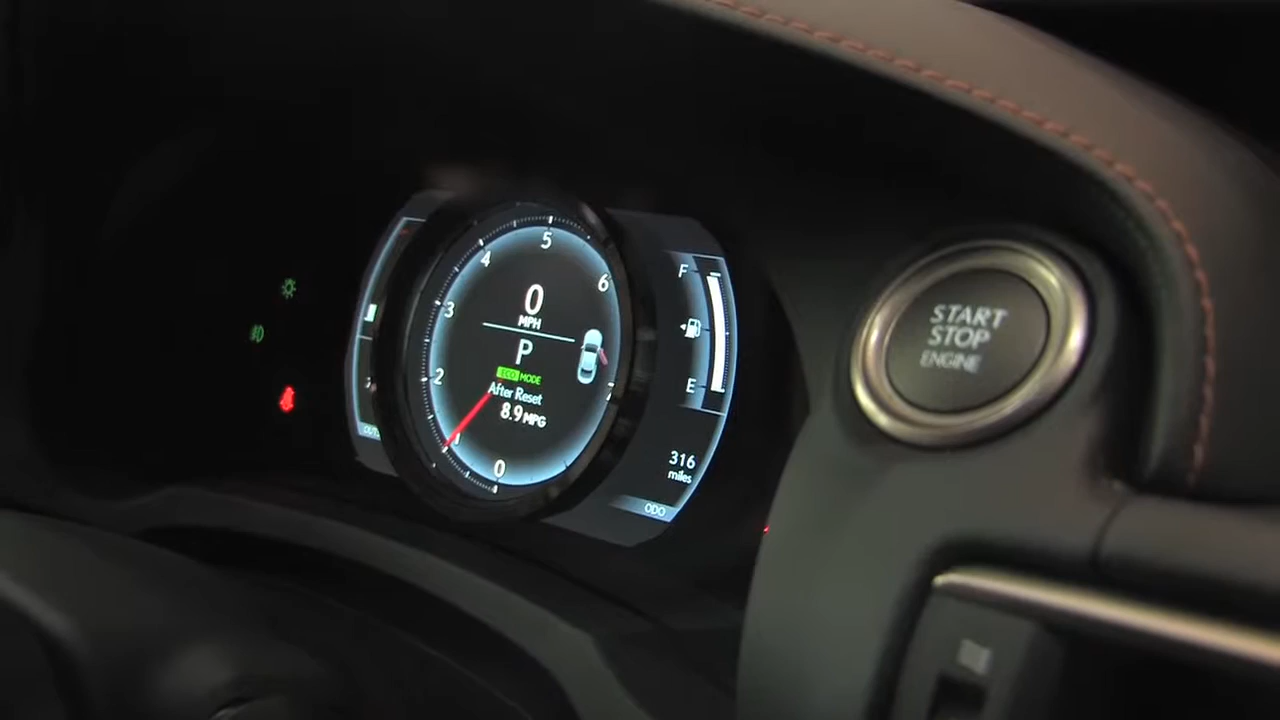 5
4
6
3
0
MPH
P
2
ECO MODE
After Reset
8.9 MPG
1
0
F
E
316
miles
ODO
START
STOP
ENGINE